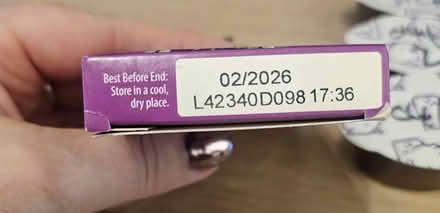 Best Before End:
Store in a cool,
dry place.
02/2026
L42340D098 17:36